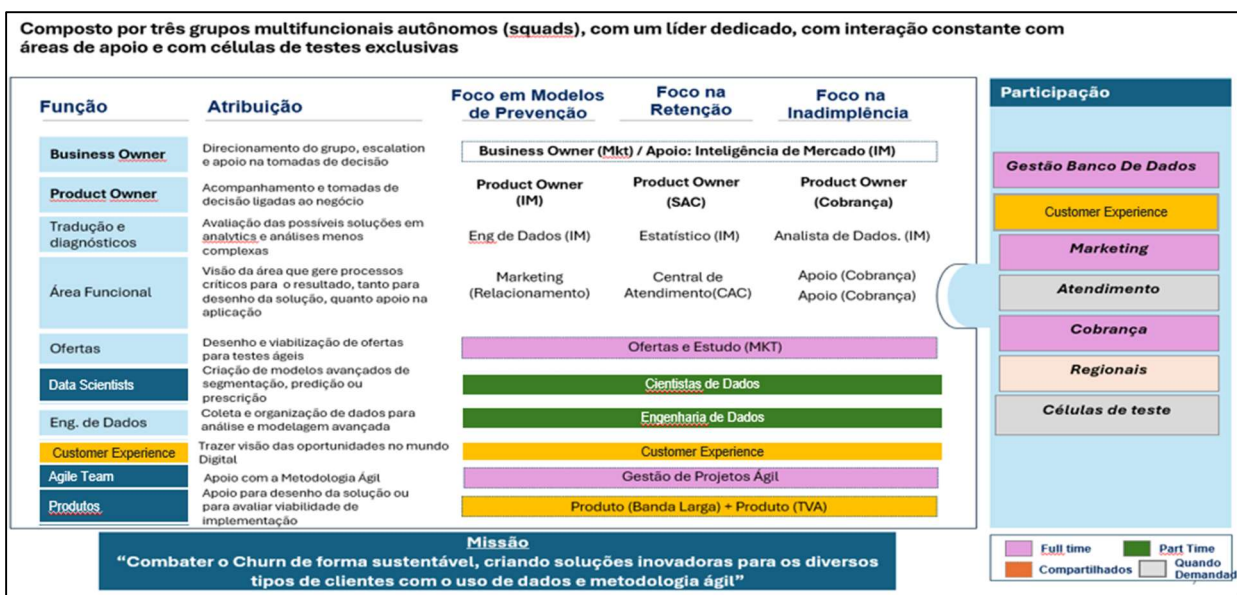 Composto por três grupos multifuncionais autônomos (squads), com um líder dedicado, com interação constante com
áreas de apoio e com células de testes exclusivas
Função
Atribuição
Foco em Modelos
de Prevenção
Foco na
Retenção
Foco na
Inadimplência
Business Owner
Direcionamento do grupo, escalation
e apoio na tomadas de decisão
Business Owner (Mkt) / Apoio: Inteligência de Mercado (IM)
Product Owner
Acompanhamento e tomadas de
decisão ligadas ao negócio
Product Owner
(IM)
Product Owner
(SAC)
Product Owner
(Cobrança)
Tradução e
diagnósticos
Avaliação das possíveis soluções em
analytics e análises menos
complexas
Eng de Dados (IM)
Estatístico (IM)
Analista de Dados. (IM)
Área Funcional
Visão da área que gere processos
críticos para o resultado, tanto para
desenho da solução, quanto apoio na
aplicação
Marketing
(Relacionamento)
Central de
Atendimento(CAC)
Apoio (Cobrança)
Apoio (Cobrança)
Ofertas
Desenho e viabilização de ofertas
para testes ágeis
Ofertas e Estudo (MKT)
Data Scientists
Criação de modelos avançados de
segmentação, predição ou
prescrição
Cientistas de Dados
Eng. de Dados
Coleta e organização de dados para
análise e modelagem avançada
Engenharia de Dados
Customer Experience
Trazer visão das oportunidades no mundo
Digital
Customer Experience
Agile Team
Apoio com a Metodologia Ágil
Gestão de Projetos Ágil
Produtos
Apoio para desenho da solução ou
para avaliar viabilidade de
implementação
Produto (Banda Larga) + Produto (TVA)
Missão
“Combater o Churn de forma sustentável, criando soluções inovadoras para os diversos
tipos de clientes com o uso de dados e metodologia ágil”
Participação
Gestão Banco De Dados
Customer Experience
Marketing
Atendimento
Cobrança
Regionais
Células de teste
Full time
Part Time
Compartilhados
Quando
Demandad